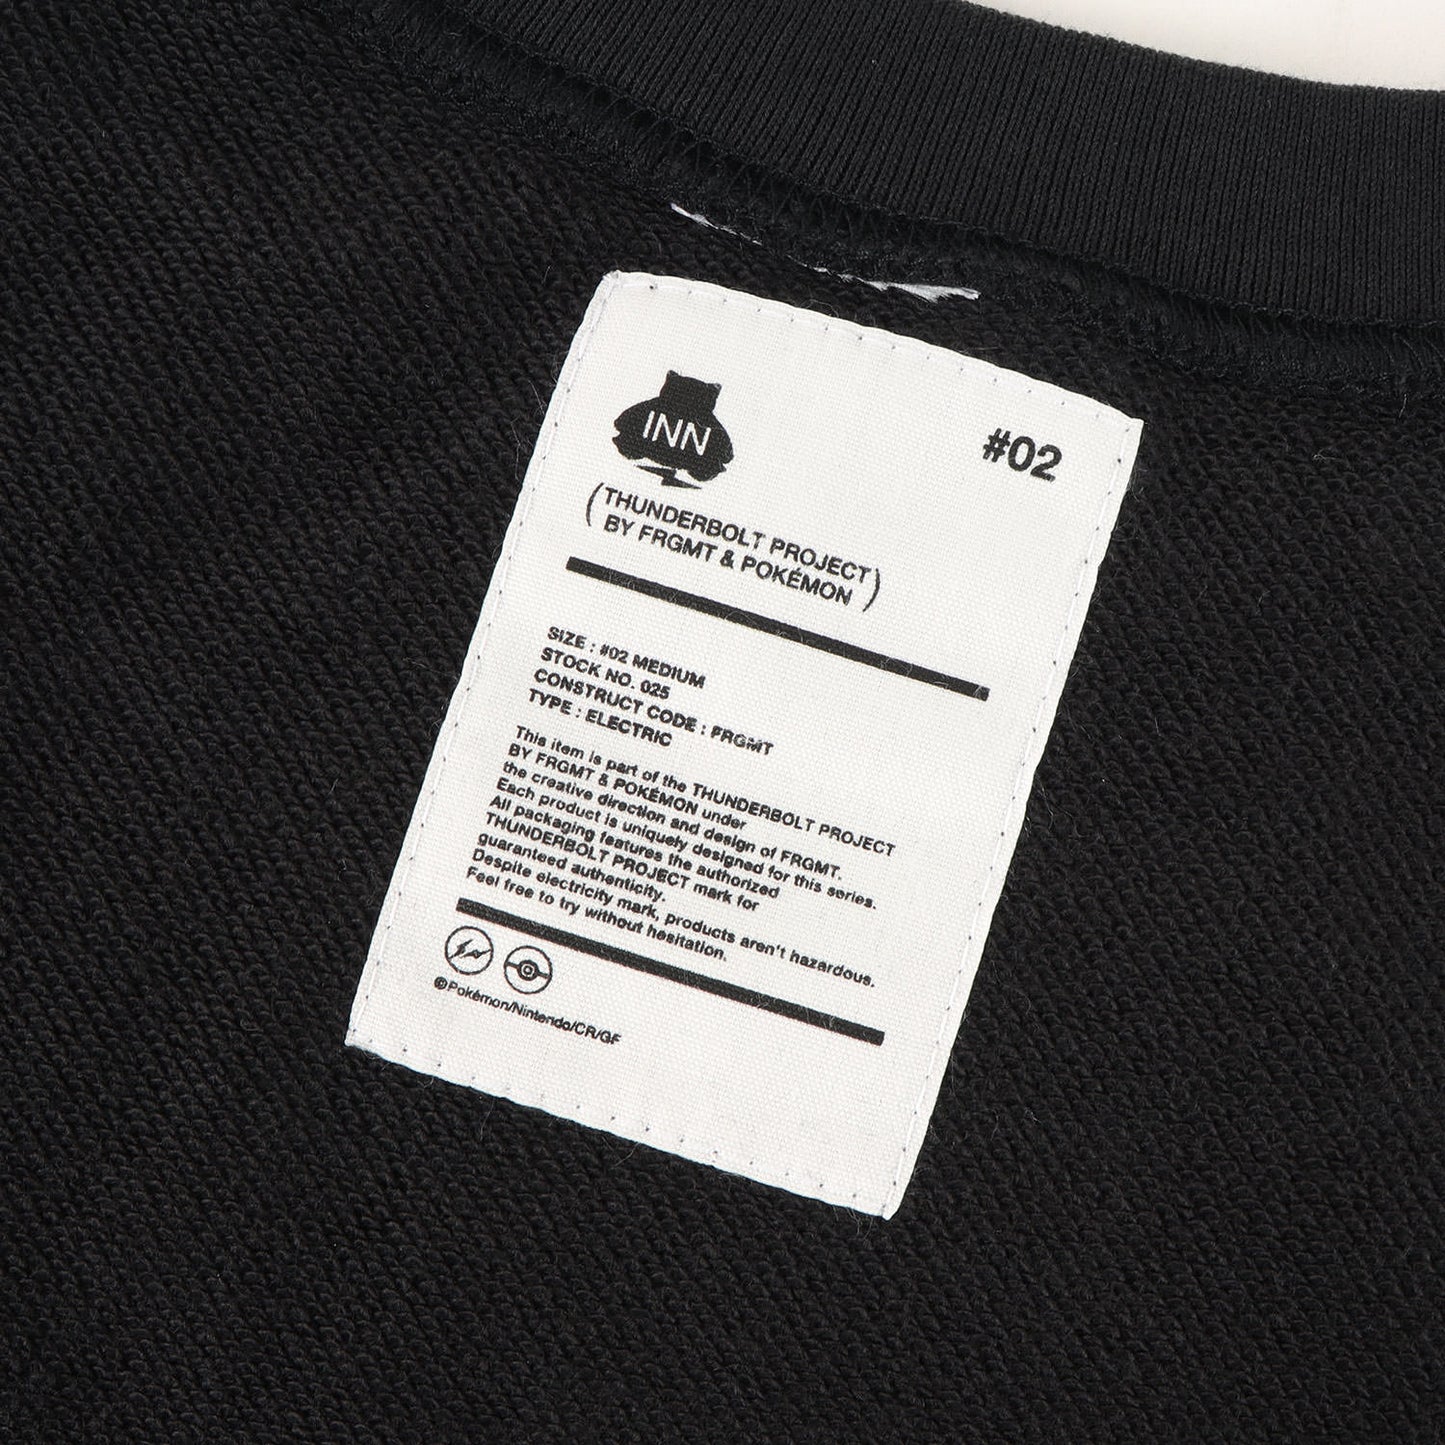 INN
#02
(THUNDERBOLT PROJECT
BY FRGMT & POKÉMON)
SIZE : #02 MEDIUM
STOCK NO. 025
CONSTRUCT CODE : FRGMT
TYPE : ELECTRIC
This item is part of the THUNDERBOLT PROJECT
BY FRGMT & POKÉMON under
the creative direction and design of FRGMT.
Each product is uniquely designed for this series.
All packaging features the authorized
THUNDERBOLT PROJECT mark for
guaranteed authenticity.
Despite electricity mark, products aren't hazardous.
Feel free to try without hesitation.
©Pokémon/Nintendo/CR/GF